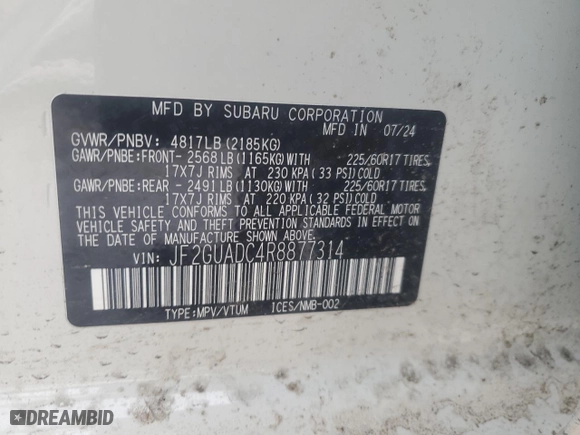 MFD BY SUBARU CORPORATION
MFD IN 07/24
GVWR/PNBV: 4817LB (2185KG)
GAWR/PNBE:FRONT- 2568LB (1165KG) WITH 225/60R17 TIRES,
17X7J RIMS AT 230 KPA ( 33 PSI) COLD
GAWR/PNBE:REAR - 2491LB (1130KG) WITH 225/60R17 TIRES,
17X7J RIMS AT 220 KPA ( 32 PSI) COLD
THIS VEHICLE CONFORMS TO ALL APPLICABLE FEDERAL MOTOR
VEHICLE SAFETY AND THEFT PREVENTION STANDARDS IN EFFECT ON
THE DATE OF MANUFACTURE SHOWN ABOVE.
VIN: JF2GUADC4R8877314
TYPE:MPV/VTUM ICES/NMB-002
DREAMBID